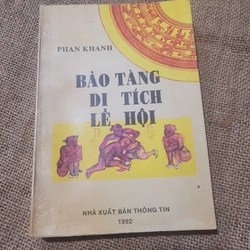 PHAN KHANH
BẢO TÀNG
DI TÍCH
LỄ HỘI
NHÀ XUẤT BẢN THÔNG TIN
1992